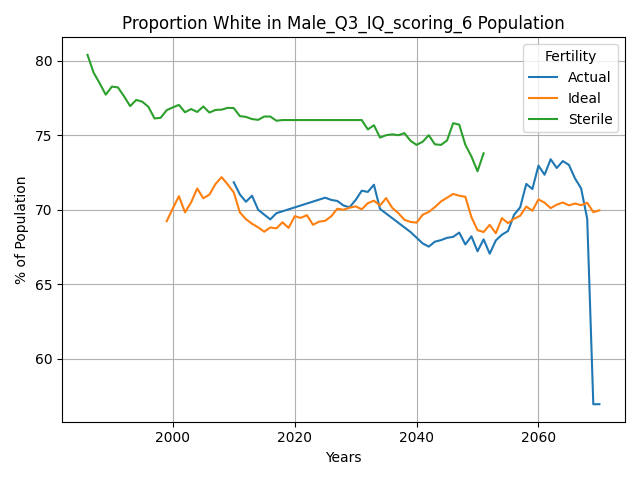 Proportion White in Male_Q3_IQ_scoring_6 Population
Fertility
Actual
Ideal
Sterile
% of Population
80
75
70
65
60
2000
2020
2040
2060
Years